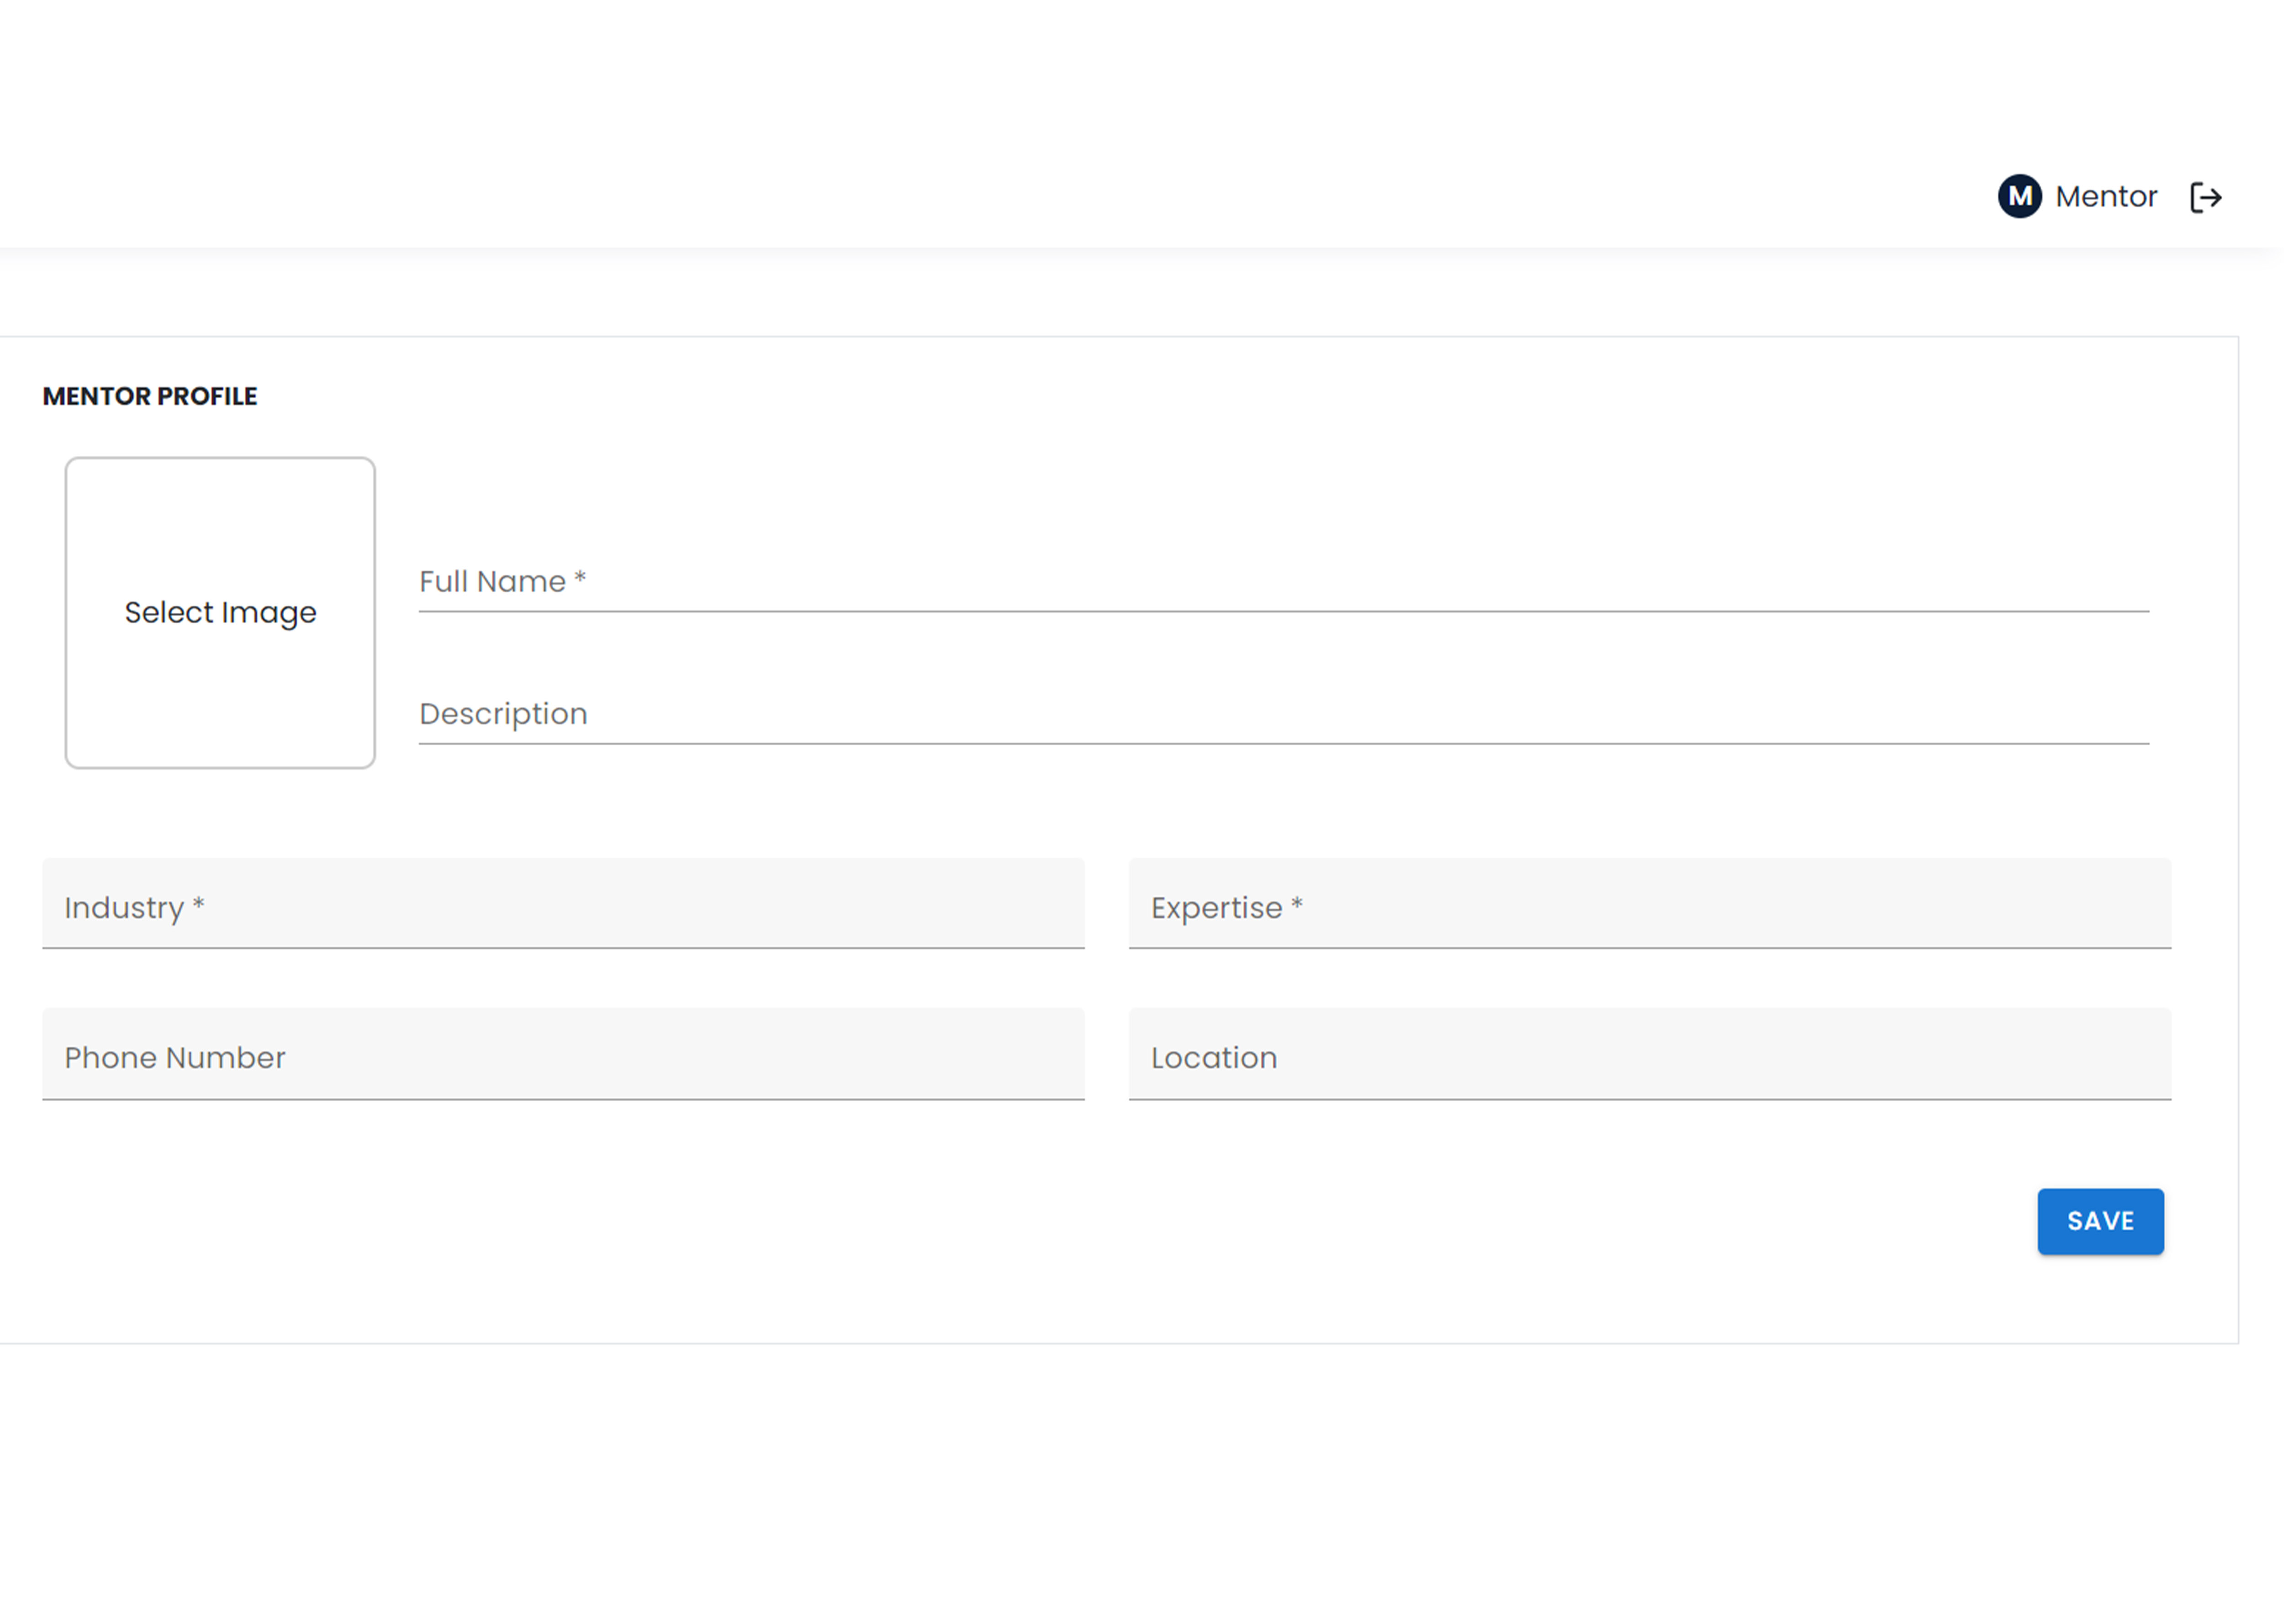 M Mentor
MENTOR PROFILE
Select Image
Full Name *
Description
Industry *
Expertise *
Phone Number
Location
SAVE